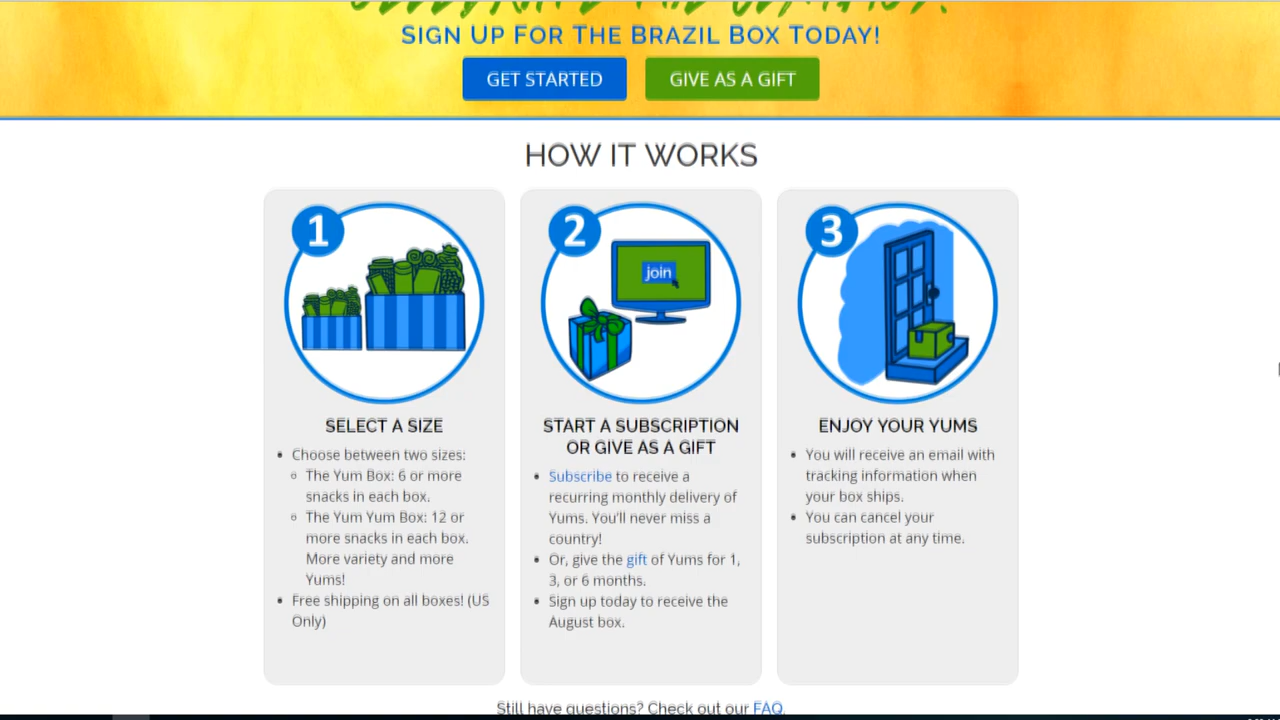 SIGN UP FOR THE BRAZIL BOX TODAY!
GET STARTED
GIVE AS A GIFT
HOW IT WORKS
1
SELECT A SIZE
• Choose between two sizes:
◦ The Yum Box: 6 or more
snacks in each box.
◦ The Yum Yum Box: 12 or
more snacks in each box.
More variety and more
Yums!
• Free shipping on all boxes! (US
Only)
2
join
START A SUBSCRIPTION
OR GIVE AS A GIFT
• Subscribe to receive a
recurring monthly delivery of
Yums. You'll never miss a
country!
• Or, give the gift of Yums for 1,
3, or 6 months.
• Sign up today to receive the
August box.
3
ENJOY YOUR YUMS
• You will receive an email with
tracking information when
your box ships.
• You can cancel your
subscription at any time.
Still have questions? Check out our FAQ.